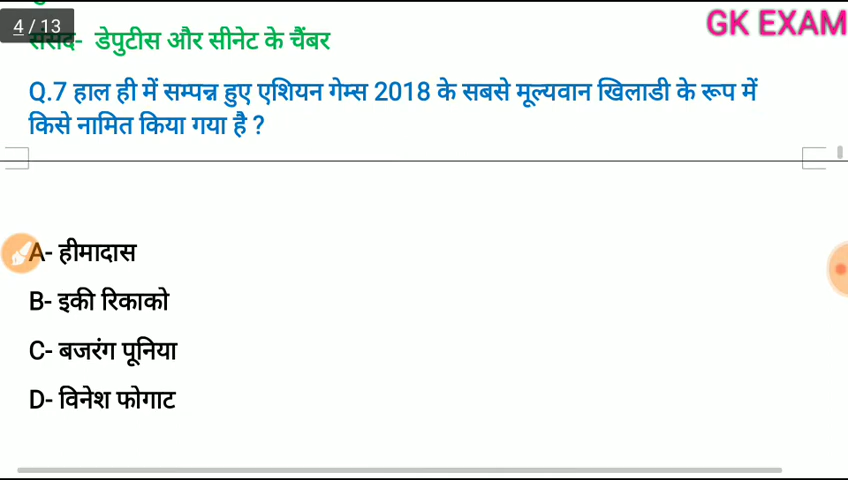 4 / 13
संसद- डेपुटीस और सीनेट के चैंबर
GK EXAM
Q.7 हाल ही में सम्पन्न हुए एशियन गेम्स 2018 के सबसे मूल्यवान खिलाडी के रूप में
किसे नामित किया गया है ?
A- हीमादास
B- इकी रिकाको
C- बजरंग पूनिया
D- विनेश फोगाट